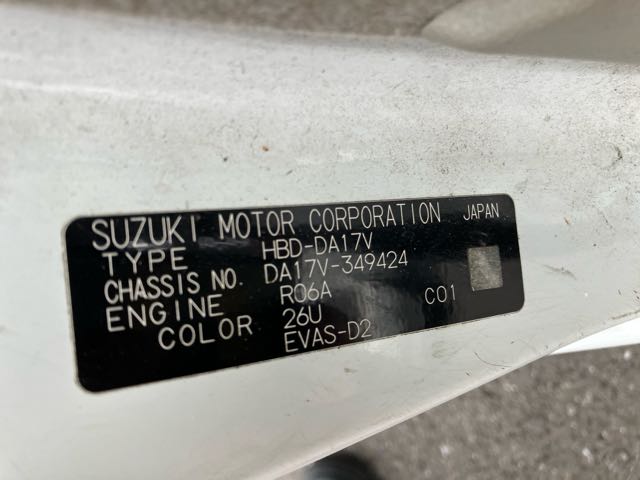 SUZUKI MOTOR CORPORATION JAPAN
TYPE HBD-DA17V
CHASSIS NO. DA17V-349424
ENGINE R06A C01
COLOR 26U
EVAS-D2